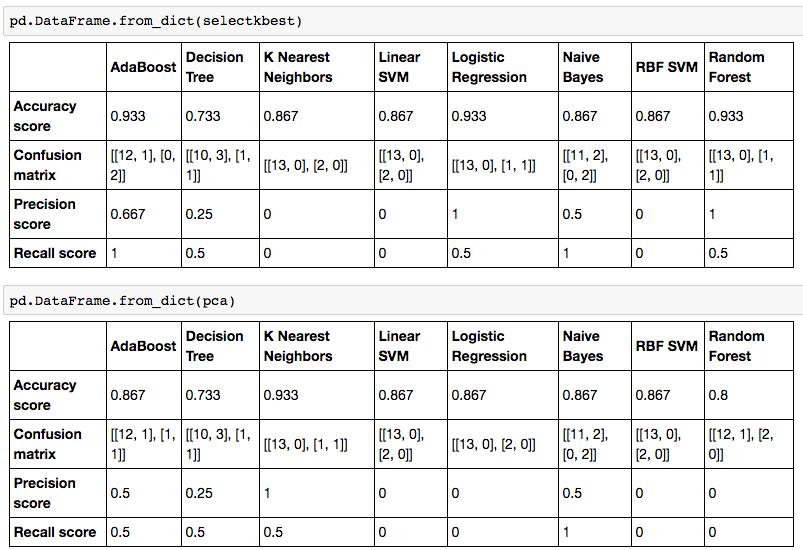 pd.DataFrame.from_dict(selectkbest)
AdaBoost Decision Tree K Nearest Neighbors Linear SVM Logistic Regression Naive Bayes RBF SVM Random Forest
Accuracy score 0.933 0.733 0.867 0.867 0.933 0.867 0.867 0.933
Confusion matrix [[12, 1], [0, 2]] [[10, 3], [1, 1]] [[13, 0], [2, 0]] [[13, 0], [2, 0]] [[13, 0], [1, 1]] [[11, 2], [0, 2]] [[13, 0], [2, 0]] [[13, 0], [1, 1]]
Precision score 0.667 0.25 0 0 1 0.5 0 1
Recall score 1 0.5 0 0 0.5 1 0 0.5
pd.DataFrame.from_dict(pca)
AdaBoost Decision Tree K Nearest Neighbors Linear SVM Logistic Regression Naive Bayes RBF SVM Random Forest
Accuracy score 0.867 0.733 0.933 0.867 0.867 0.867 0.867 0.8
Confusion matrix [[12, 1], [1, 1]] [[10, 3], [1, 1]] [[13, 0], [1, 1]] [[13, 0], [2, 0]] [[13, 0], [2, 0]] [[11, 2], [0, 2]] [[13, 0], [2, 0]] [[12, 1], [2, 0]]
Precision score 0.5 0.25 1 0 0 0.5 0 0
Recall score 0.5 0.5 0.5 0 0 1 0 0